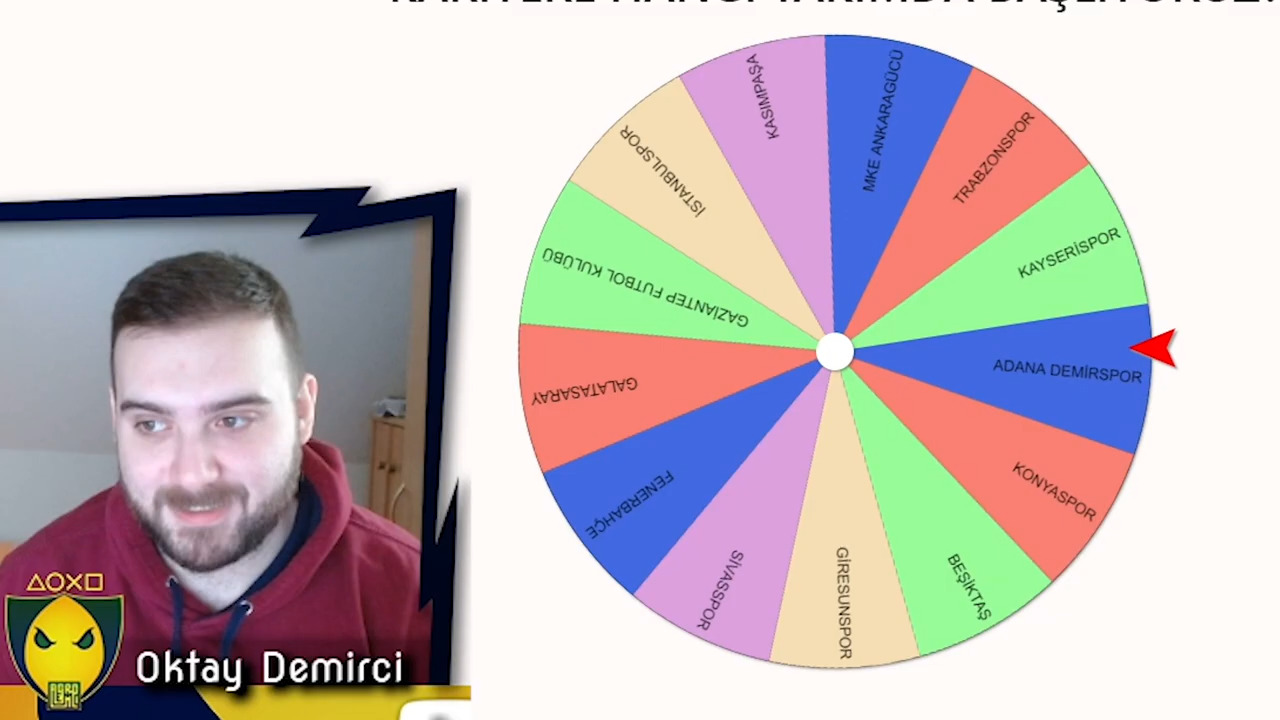 KASIMPAŞA
MKE ANKARAGÜCÜ
TRABZONSPOR
KAYSERİSPOR
ADANA DEMİRSPOR
KONYASPOR
BEŞİKTAŞ
GİRESUNSPOR
SİVASSPOR
FENERBAHÇE
GALATASARAY
GAZİANTEP FUTBOL KULÜBÜ
İSTANBULSPOR
Oktay Demirci